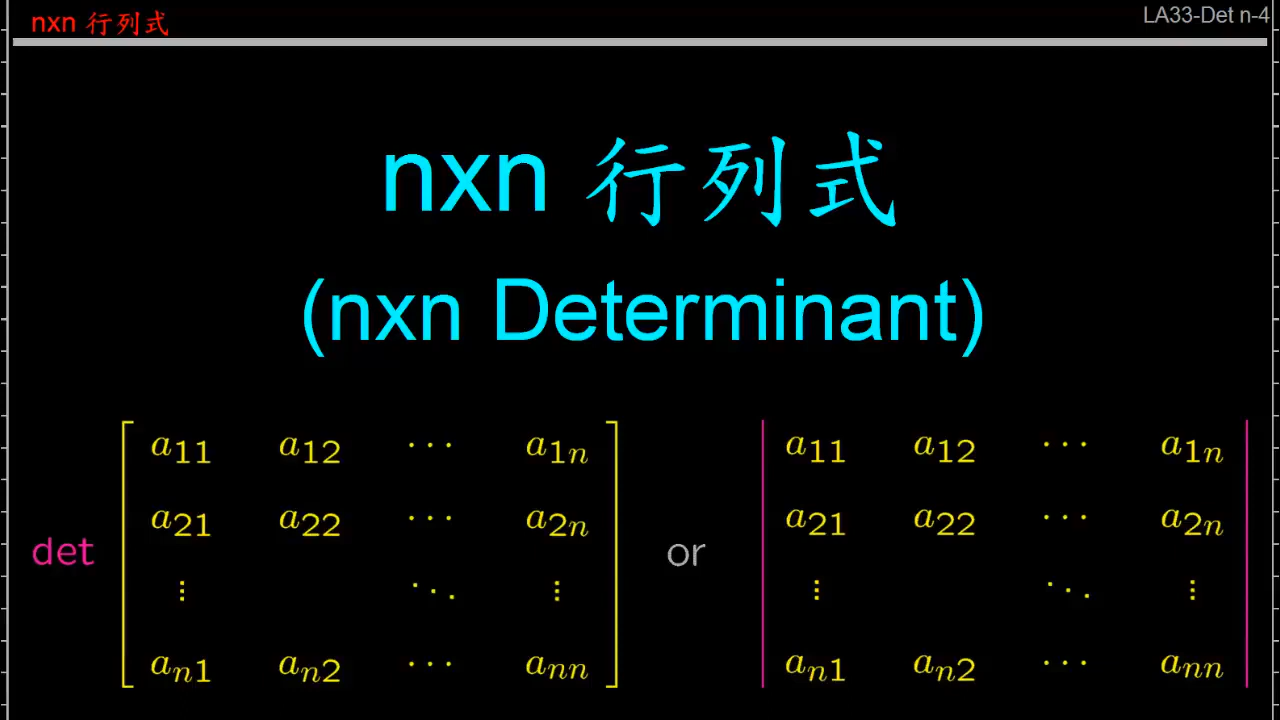 nxn 行列式
LA33-Det n-4
nxn 行列式
(nxn Determinant)
a11 a12 ⋯ a1n a11 a12 ⋯ a1n
a21 a22 ⋯ a2n a21 a22 ⋯ a2n
det or
⋮ ⋱ ⋮ ⋮ ⋱ ⋮
an1 an2 ⋯ ann an1 an2 ⋯ ann